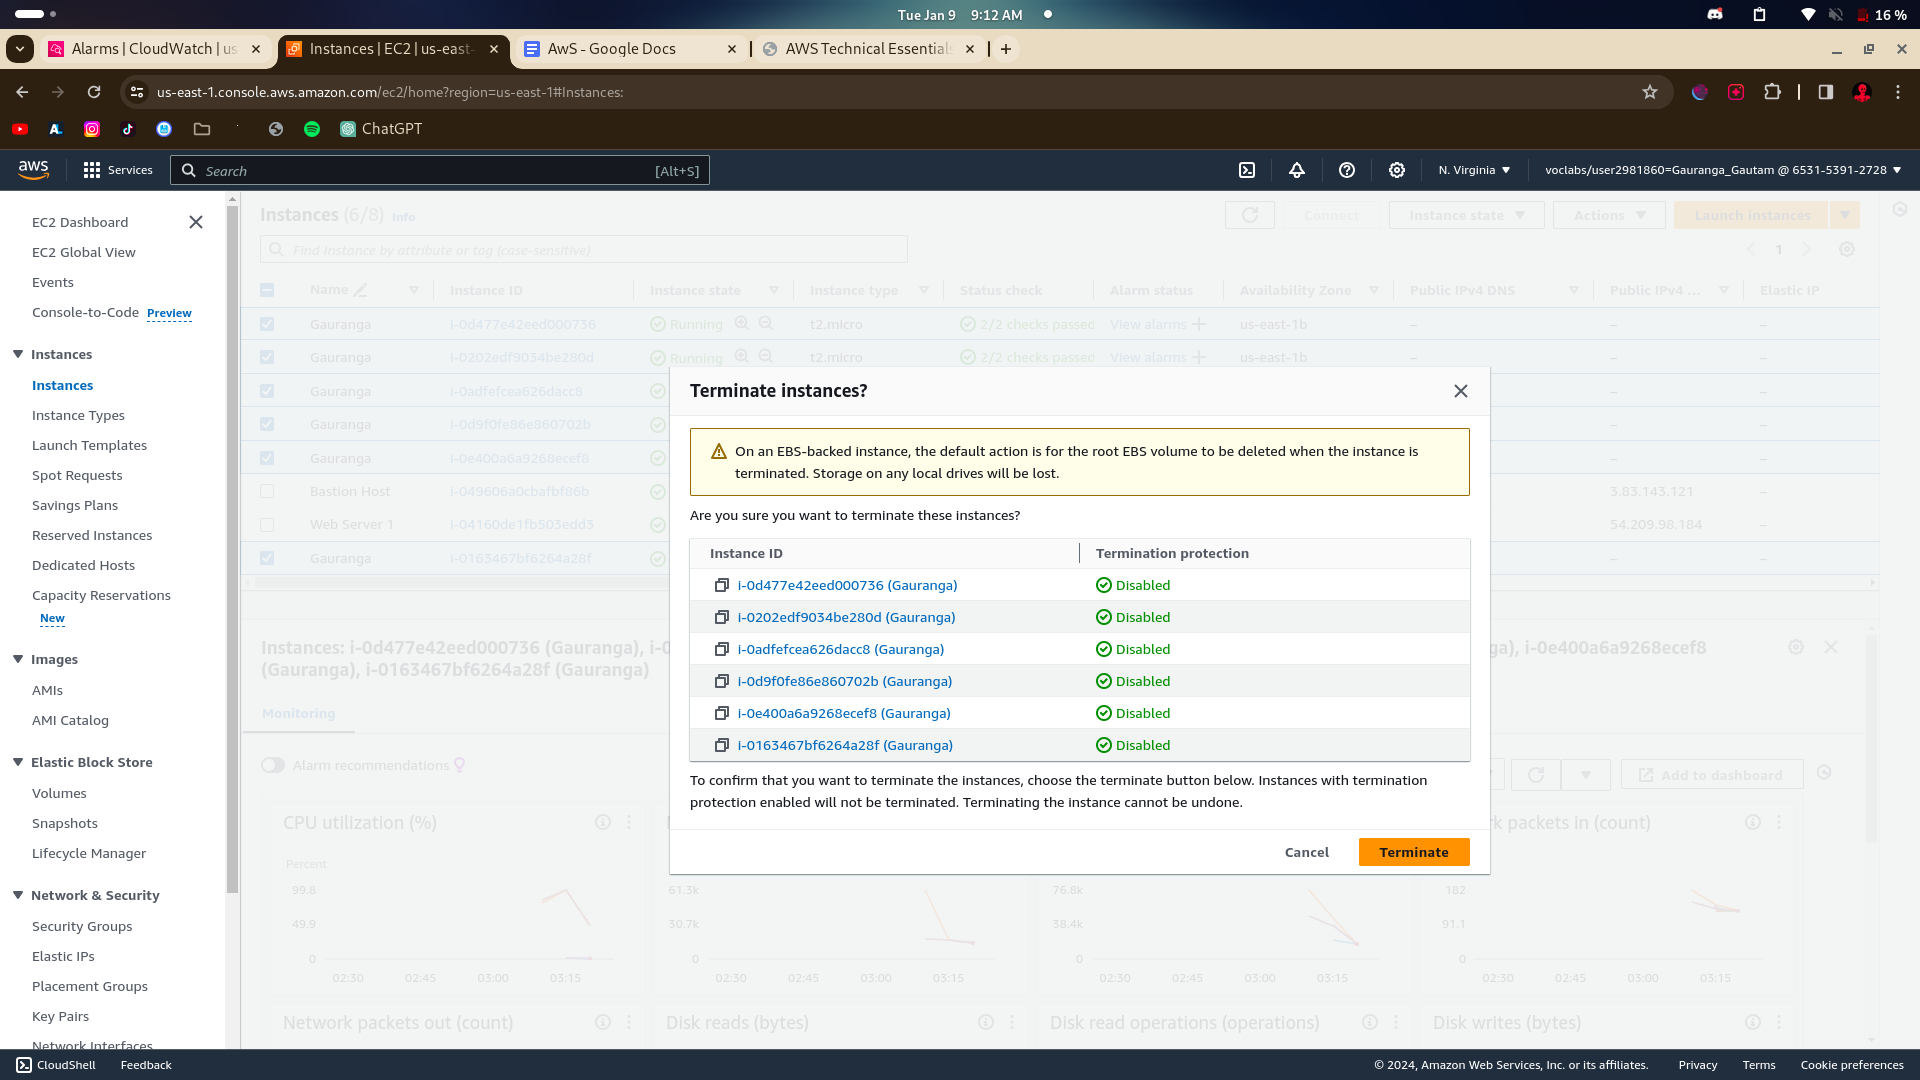 Tue Jan 9 9:12 AM
16 %
Alarms | CloudWatch | us
Instances | EC2 | us-east-
AwS - Google Docs
AWS Technical Essentials
us-east-1.console.aws.amazon.com/ec2/home?region=us-east-1#Instances:
ChatGPT
aws
Services
Search
[Alt+S]
N. Virginia
voclabs/user2981860=Gauranga_Gautam @ 6531-5391-2728
EC2 Dashboard
EC2 Global View
Events
Console-to-Code Preview
Instances
Instances
Instance Types
Launch Templates
Spot Requests
Savings Plans
Reserved Instances
Dedicated Hosts
Capacity Reservations
New
Images
AMIs
AMI Catalog
Elastic Block Store
Volumes
Snapshots
Lifecycle Manager
Network & Security
Security Groups
Elastic IPs
Placement Groups
Key Pairs
Network Interfaces
Instances (6/8) Info
Connect
Instance state
Actions
Launch instances
Find Instance by attribute or tag (case-sensitive)
1
Name Instance ID Instance state Instance type Status check Alarm status Availability Zone Public IPv4 DNS Public IPv4 ... Elastic IP
Gauranga i-0d477e42eed000736 Running t2.micro 2/2 checks passed View alarms + us-east-1b – – –
Gauranga i-0202edf9034be280d Running t2.micro 2/2 checks passed View alarms + us-east-1b – – –
Gauranga i-0adfefcea626dacc8 – –
Gauranga i-0d9f0fe86e860702b – –
Gauranga i-0e400a6a9268ecef8 – –
Bastion Host i-049606a0cbafbf86b 3.83.143.121 –
Web Server 1 i-04160de1fb503edd3 54.209.98.184 –
Gauranga i-0163467bf6264a28f – –
Terminate instances?
On an EBS-backed instance, the default action is for the root EBS volume to be deleted when the instance is
terminated. Storage on any local drives will be lost.
Are you sure you want to terminate these instances?
Instance ID Termination protection
i-0d477e42eed000736 (Gauranga) Disabled
i-0202edf9034be280d (Gauranga) Disabled
i-0adfefcea626dacc8 (Gauranga) Disabled
i-0d9f0fe86e860702b (Gauranga) Disabled
i-0e400a6a9268ecef8 (Gauranga) Disabled
i-0163467bf6264a28f (Gauranga) Disabled
To confirm that you want to terminate the instances, choose the terminate button below. Instances with termination
protection enabled will not be terminated. Terminating the instance cannot be undone.
Cancel
Terminate
Instances: i-0d477e42eed000736 (Gauranga), i-0
ga), i-0e400a6a9268ecef8
(Gauranga), i-0163467bf6264a28f (Gauranga)
Monitoring
Alarm recommendations
Add to dashboard
CPU utilization (%)
Percent
99.8
49.9
0
02:30 02:45 03:00 03:15
61.3k
30.7k
0
02:30 02:45 03:00 03:15
76.8k
38.4k
0
02:30 02:45 03:00 03:15
k packets in (count)
182
91.1
0
02:30 02:45 03:00 03:15
Network packets out (count)
Disk reads (bytes)
Disk read operations (operations)
Disk writes (bytes)
CloudShell
Feedback
© 2024, Amazon Web Services, Inc. or its affiliates.
Privacy
Terms
Cookie preferences